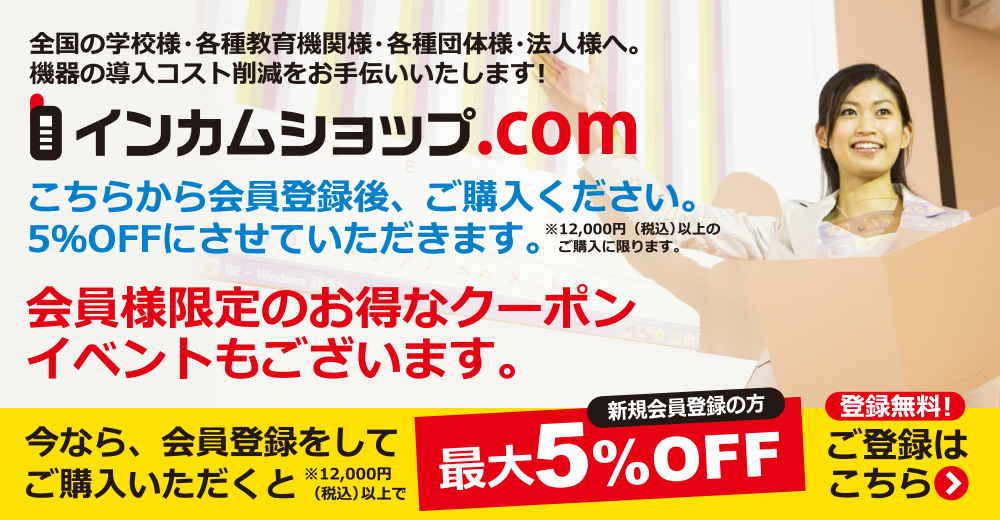 全国の学校様・各種教育機関様・各種団体様・法人様へ。
機器の導入コスト削減をお手伝いいたします!
インカムショップ.com
こちらから会員登録後、ご購入ください。
5%OFFにさせていただきます。
※12,000円（税込）以上の
ご購入に限ります。
会員様限定のお得なクーポン
イベントもございます。
今なら、会員登録をして
ご購入いただくと
※12,000円
（税込）以上で
新規会員登録の方
最大5%OFF
登録無料!
ご登録は
こちら